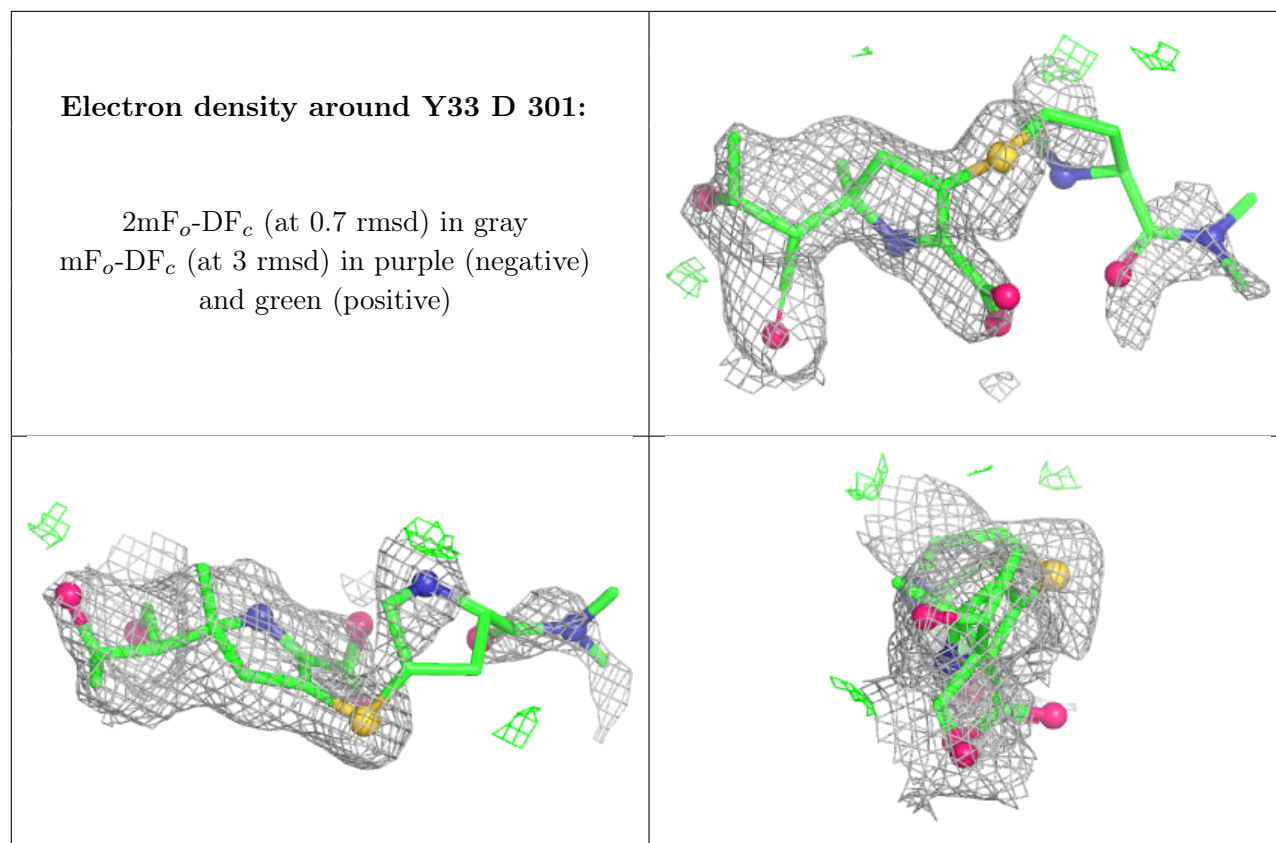 Electron density around Y33 D 301:
2mFo-DFc (at 0.7 rmsd) in gray
mFo-DFc (at 3 rmsd) in purple (negative)
and green (positive)